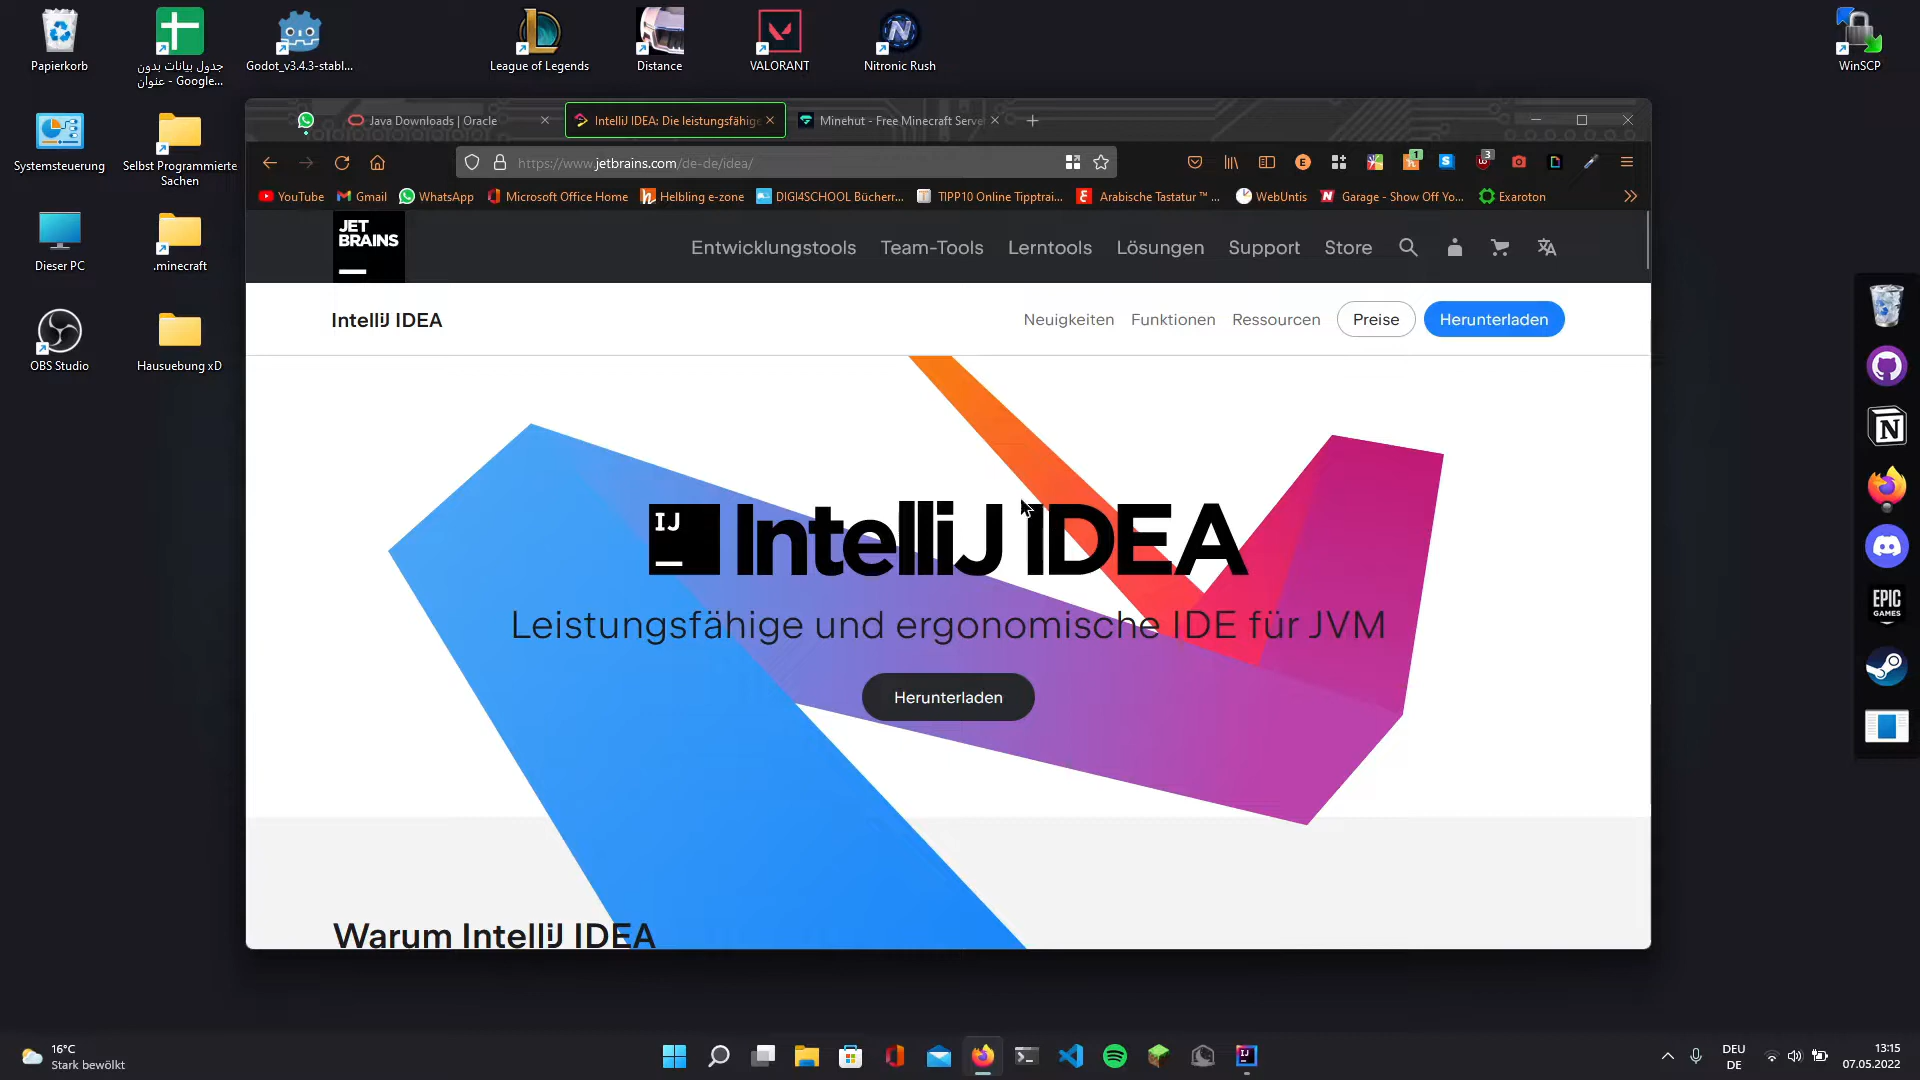 Papierkorb
جدول بيانات بدون
عنوان - Google...
Godot_v3.4.3-stabl...
League of Legends
Distance
VALORANT
Nitronic Rush
WinSCP
Systemsteuerung
Selbst Programmierte
Sachen
Dieser PC
.minecraft
OBS Studio
Hausuebung xD
Java Downloads | Oracle
IntelliJ IDEA: Die leistungsfähig
Minehut - Free Minecraft Serve
https://www.jetbrains.com/de-de/idea/
E
1
S
3
YouTube
Gmail
WhatsApp
Microsoft Office Home
Helbling e-zone
DIGI4SCHOOL Bücherr...
TIPP10 Online Tipptrai...
Arabische Tastatur ™ ...
WebUntis
Garage - Show Off Yo...
Exaroton
JET
BRAINS
Entwicklungstools
Team-Tools
Lerntools
Lösungen
Support
Store
IntelliJ IDEA
Neuigkeiten
Funktionen
Ressourcen
Preise
Herunterladen
IJ
IntelliJ IDEA
Leistungsfähige und ergonomische IDE für JVM
Herunterladen
Warum IntelliJ IDEA
EPIC
GAMES
16°C
Stark bewölkt
IJ
DEU
DE
13:15
07.05.2022